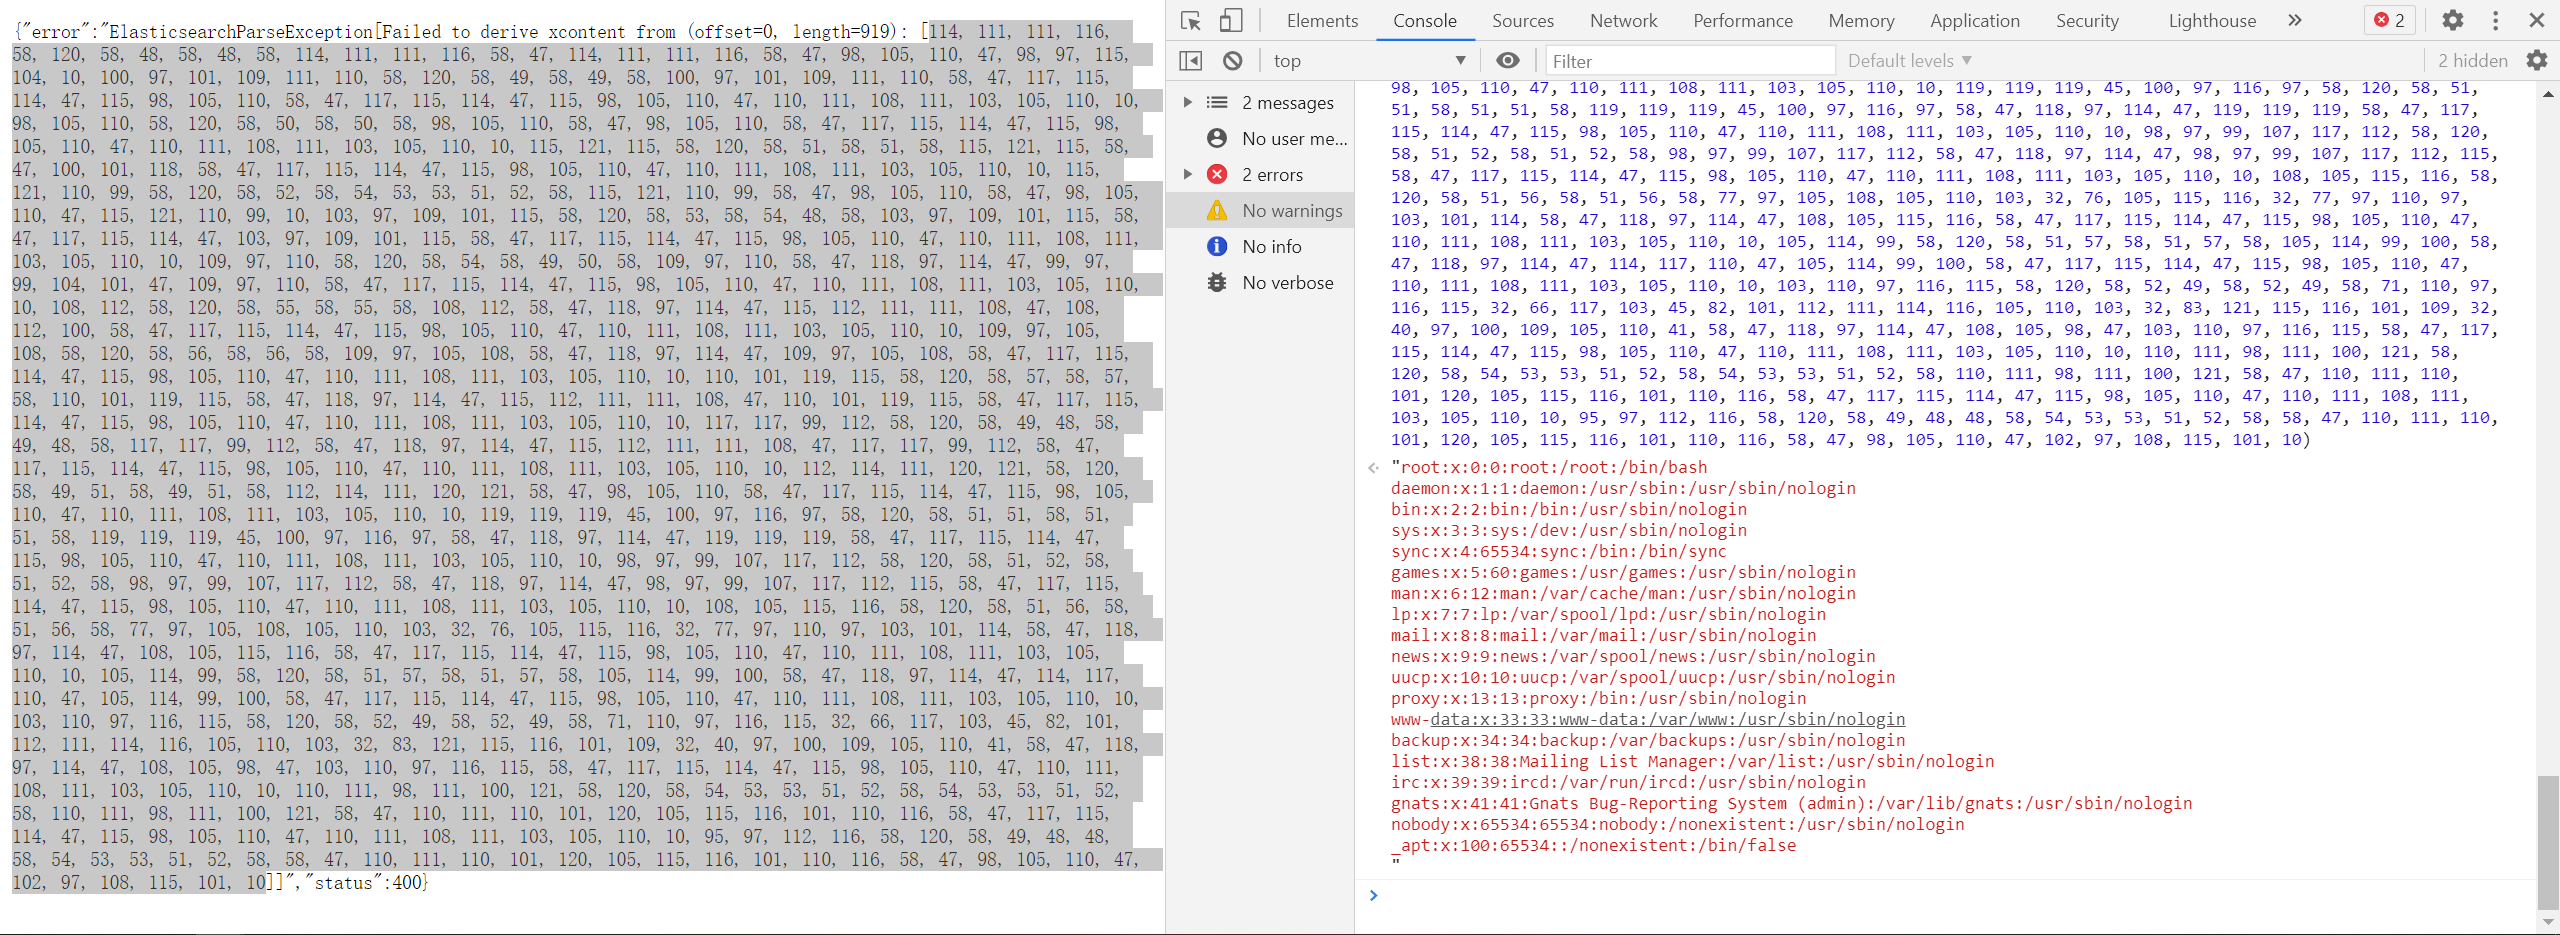 {"error":"ElasticsearchParseException[Failed to derive xcontent from (offset=0, length=919): [114, 111, 111, 116,
58, 120, 58, 48, 58, 48, 58, 114, 111, 111, 116, 58, 47, 114, 111, 111, 116, 58, 47, 98, 105, 110, 47, 98, 97, 115,
104, 10, 100, 97, 101, 109, 111, 110, 58, 120, 58, 49, 58, 49, 58, 100, 97, 101, 109, 111, 110, 58, 47, 117, 115,
114, 47, 115, 98, 105, 110, 58, 47, 117, 115, 114, 47, 115, 98, 105, 110, 47, 110, 111, 108, 111, 103, 105, 110, 10,
98, 105, 110, 58, 120, 58, 50, 58, 50, 58, 98, 105, 110, 58, 47, 98, 105, 110, 58, 47, 117, 115, 114, 47, 115, 98,
105, 110, 47, 110, 111, 108, 111, 103, 105, 110, 10, 115, 121, 115, 58, 120, 58, 51, 58, 51, 58, 115, 121, 115, 58,
47, 100, 101, 118, 58, 47, 117, 115, 114, 47, 115, 98, 105, 110, 47, 110, 111, 108, 111, 103, 105, 110, 10, 115,
121, 110, 99, 58, 120, 58, 52, 58, 54, 53, 53, 51, 52, 58, 115, 121, 110, 99, 58, 47, 98, 105, 110, 58, 47, 98, 105,
110, 47, 115, 121, 110, 99, 10, 103, 97, 109, 101, 115, 58, 120, 58, 53, 58, 54, 48, 58, 103, 97, 109, 101, 115, 58,
47, 117, 115, 114, 47, 103, 97, 109, 101, 115, 58, 47, 117, 115, 114, 47, 115, 98, 105, 110, 47, 110, 111, 108, 111,
103, 105, 110, 10, 109, 97, 110, 58, 120, 58, 54, 58, 49, 50, 58, 109, 97, 110, 58, 47, 118, 97, 114, 47, 99, 97,
99, 104, 101, 47, 109, 97, 110, 58, 47, 117, 115, 114, 47, 115, 98, 105, 110, 47, 110, 111, 108, 111, 103, 105, 110,
10, 108, 112, 58, 120, 58, 55, 58, 55, 58, 108, 112, 58, 47, 118, 97, 114, 47, 115, 112, 111, 111, 108, 47, 108,
112, 100, 58, 47, 117, 115, 114, 47, 115, 98, 105, 110, 47, 110, 111, 108, 111, 103, 105, 110, 10, 109, 97, 105,
108, 58, 120, 58, 56, 58, 56, 58, 109, 97, 105, 108, 58, 47, 118, 97, 114, 47, 109, 97, 105, 108, 58, 47, 117, 115,
114, 47, 115, 98, 105, 110, 47, 110, 111, 108, 111, 103, 105, 110, 10, 110, 101, 119, 115, 58, 120, 58, 57, 58, 57,
58, 110, 101, 119, 115, 58, 47, 118, 97, 114, 47, 115, 112, 111, 111, 108, 47, 110, 101, 119, 115, 58, 47, 117, 115,
114, 47, 115, 98, 105, 110, 47, 110, 111, 108, 111, 103, 105, 110, 10, 117, 117, 99, 112, 58, 120, 58, 49, 48, 58,
49, 48, 58, 117, 117, 99, 112, 58, 47, 118, 97, 114, 47, 115, 112, 111, 111, 108, 47, 117, 117, 99, 112, 58, 47,
117, 115, 114, 47, 115, 98, 105, 110, 47, 110, 111, 108, 111, 103, 105, 110, 10, 112, 114, 111, 120, 121, 58, 120,
58, 49, 51, 58, 49, 51, 58, 112, 114, 111, 120, 121, 58, 47, 98, 105, 110, 58, 47, 117, 115, 114, 47, 115, 98, 105,
110, 47, 110, 111, 108, 111, 103, 105, 110, 10, 119, 119, 119, 45, 100, 97, 116, 97, 58, 120, 58, 51, 51, 58, 51,
51, 58, 119, 119, 119, 45, 100, 97, 116, 97, 58, 47, 118, 97, 114, 47, 119, 119, 119, 58, 47, 117, 115, 114, 47,
115, 98, 105, 110, 47, 110, 111, 108, 111, 103, 105, 110, 10, 98, 97, 99, 107, 117, 112, 58, 120, 58, 51, 52, 58,
51, 52, 58, 98, 97, 99, 107, 117, 112, 58, 47, 118, 97, 114, 47, 98, 97, 99, 107, 117, 112, 115, 58, 47, 117, 115,
114, 47, 115, 98, 105, 110, 47, 110, 111, 108, 111, 103, 105, 110, 10, 108, 105, 115, 116, 58, 120, 58, 51, 56, 58,
51, 56, 58, 77, 97, 105, 108, 105, 110, 103, 32, 76, 105, 115, 116, 32, 77, 97, 110, 97, 103, 101, 114, 58, 47, 118,
97, 114, 47, 108, 105, 115, 116, 58, 47, 117, 115, 114, 47, 115, 98, 105, 110, 47, 110, 111, 108, 111, 103, 105,
110, 10, 105, 114, 99, 58, 120, 58, 51, 57, 58, 51, 57, 58, 105, 114, 99, 100, 58, 47, 118, 97, 114, 47, 114, 117,
110, 47, 105, 114, 99, 100, 58, 47, 117, 115, 114, 47, 115, 98, 105, 110, 47, 110, 111, 108, 111, 103, 105, 110, 10,
103, 110, 97, 116, 115, 58, 120, 58, 52, 49, 58, 52, 49, 58, 71, 110, 97, 116, 115, 32, 66, 117, 103, 45, 82, 101,
112, 111, 114, 116, 105, 110, 103, 32, 83, 121, 115, 116, 101, 109, 32, 40, 97, 100, 109, 105, 110, 41, 58, 47, 118,
97, 114, 47, 108, 105, 98, 47, 103, 110, 97, 116, 115, 58, 47, 117, 115, 114, 47, 115, 98, 105, 110, 47, 110, 111,
108, 111, 103, 105, 110, 10, 110, 111, 98, 111, 100, 121, 58, 120, 58, 54, 53, 53, 51, 52, 58, 54, 53, 53, 51, 52,
58, 110, 111, 98, 111, 100, 121, 58, 47, 110, 111, 110, 101, 120, 105, 115, 116, 101, 110, 116, 58, 47, 117, 115,
114, 47, 115, 98, 105, 110, 47, 110, 111, 108, 111, 103, 105, 110, 10, 95, 97, 112, 116, 58, 120, 58, 49, 48, 48,
58, 54, 53, 53, 51, 52, 58, 58, 47, 110, 111, 110, 101, 120, 105, 115, 116, 101, 110, 116, 58, 47, 98, 105, 110, 47,
102, 97, 108, 115, 101, 10]]","status":400}
Elements Console Sources Network Performance Memory Application Security Lighthouse 2
top Filter Default levels 2 hidden
2 messages
No user me...
2 errors
No warnings
No info
No verbose
98, 105, 110, 47, 110, 111, 108, 111, 103, 105, 110, 10, 119, 119, 119, 45, 100, 97, 116, 97, 58, 120, 58, 51,
51, 58, 51, 51, 58, 119, 119, 119, 45, 100, 97, 116, 97, 58, 47, 118, 97, 114, 47, 119, 119, 119, 58, 47, 117,
115, 114, 47, 115, 98, 105, 110, 47, 110, 111, 108, 111, 103, 105, 110, 10, 98, 97, 99, 107, 117, 112, 58, 120,
58, 51, 52, 58, 51, 52, 58, 98, 97, 99, 107, 117, 112, 58, 47, 118, 97, 114, 47, 98, 97, 99, 107, 117, 112, 115,
58, 47, 117, 115, 114, 47, 115, 98, 105, 110, 47, 110, 111, 108, 111, 103, 105, 110, 10, 108, 105, 115, 116, 58,
120, 58, 51, 56, 58, 51, 56, 58, 77, 97, 105, 108, 105, 110, 103, 32, 76, 105, 115, 116, 32, 77, 97, 110, 97,
103, 101, 114, 58, 47, 118, 97, 114, 47, 108, 105, 115, 116, 58, 47, 117, 115, 114, 47, 115, 98, 105, 110, 47,
110, 111, 108, 111, 103, 105, 110, 10, 105, 114, 99, 58, 120, 58, 51, 57, 58, 51, 57, 58, 105, 114, 99, 100, 58,
47, 118, 97, 114, 47, 114, 117, 110, 47, 105, 114, 99, 100, 58, 47, 117, 115, 114, 47, 115, 98, 105, 110, 47,
110, 111, 108, 111, 103, 105, 110, 10, 103, 110, 97, 116, 115, 58, 120, 58, 52, 49, 58, 52, 49, 58, 71, 110, 97,
116, 115, 32, 66, 117, 103, 45, 82, 101, 112, 111, 114, 116, 105, 110, 103, 32, 83, 121, 115, 116, 101, 109, 32,
40, 97, 100, 109, 105, 110, 41, 58, 47, 118, 97, 114, 47, 108, 105, 98, 47, 103, 110, 97, 116, 115, 58, 47, 117,
115, 114, 47, 115, 98, 105, 110, 47, 110, 111, 108, 111, 103, 105, 110, 10, 110, 111, 98, 111, 100, 121, 58,
120, 58, 54, 53, 53, 51, 52, 58, 54, 53, 53, 51, 52, 58, 110, 111, 98, 111, 100, 121, 58, 47, 110, 111, 110,
101, 120, 105, 115, 116, 101, 110, 116, 58, 47, 117, 115, 114, 47, 115, 98, 105, 110, 47, 110, 111, 108, 111,
103, 105, 110, 10, 95, 97, 112, 116, 58, 120, 58, 49, 48, 48, 58, 54, 53, 53, 51, 52, 58, 58, 47, 110, 111, 110,
101, 120, 105, 115, 116, 101, 110, 116, 58, 47, 98, 105, 110, 47, 102, 97, 108, 115, 101, 10)
"root:x:0:0:root:/root:/bin/bash
daemon:x:1:1:daemon:/usr/sbin:/usr/sbin/nologin
bin:x:2:2:bin:/bin:/usr/sbin/nologin
sys:x:3:3:sys:/dev:/usr/sbin/nologin
sync:x:4:65534:sync:/bin:/bin/sync
games:x:5:60:games:/usr/games:/usr/sbin/nologin
man:x:6:12:man:/var/cache/man:/usr/sbin/nologin
lp:x:7:7:lp:/var/spool/lpd:/usr/sbin/nologin
mail:x:8:8:mail:/var/mail:/usr/sbin/nologin
news:x:9:9:news:/var/spool/news:/usr/sbin/nologin
uucp:x:10:10:uucp:/var/spool/uucp:/usr/sbin/nologin
proxy:x:13:13:proxy:/bin:/usr/sbin/nologin
www-data:x:33:33:www-data:/var/www:/usr/sbin/nologin
backup:x:34:34:backup:/var/backups:/usr/sbin/nologin
list:x:38:38:Mailing List Manager:/var/list:/usr/sbin/nologin
irc:x:39:39:ircd:/var/run/ircd:/usr/sbin/nologin
gnats:x:41:41:Gnats Bug-Reporting System (admin):/var/lib/gnats:/usr/sbin/nologin
nobody:x:65534:65534:nobody:/nonexistent:/usr/sbin/nologin
_apt:x:100:65534::/nonexistent:/bin/false
"